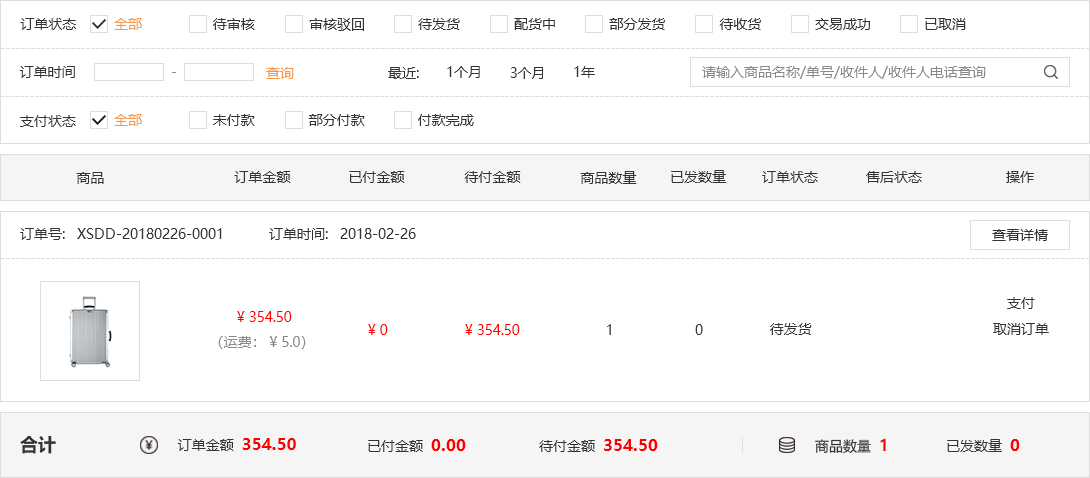 订单状态 全部 待审核 审核驳回 待发货 配货中 部分发货 待收货 交易成功 已取消
订单时间 - 查询 最近: 1个月 3个月 1年 请输入商品名称/单号/收件人/收件人电话查询
支付状态 全部 未付款 部分付款 付款完成
商品 订单金额 已付金额 待付金额 商品数量 已发数量 订单状态 售后状态 操作
订单号: XSDD-20180226-0001 订单时间: 2018-02-26 查看详情
支付
¥ 354.50 ¥ 0 ¥ 354.50 1 0 待发货 取消订单
(运费: ¥ 5.0)
合计 ¥ 订单金额 354.50 已付金额 0.00 待付金额 354.50 商品数量 1 已发数量 0